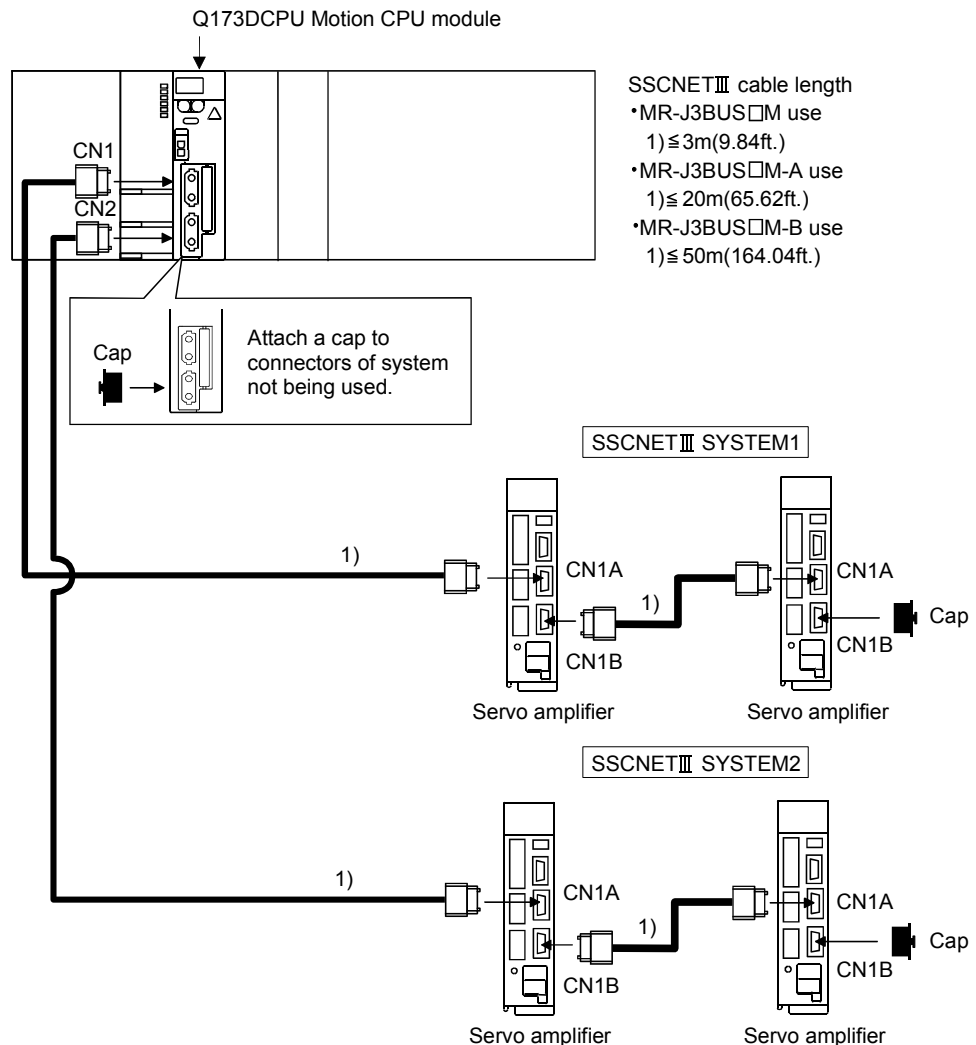 Q173DCPU Motion CPU module
SSCNETⅢ cable length
・MR-J3BUS□M use
1)≦3m(9.84ft.)
・MR-J3BUS□M-A use
1)≦20m(65.62ft.)
・MR-J3BUS□M-B use
1)≦50m(164.04ft.)
CN1
CN2
Cap
Attach a cap to
connectors of system
not being used.
SSCNETⅢ SYSTEM1
1)
CN1A
1)
CN1A
CN1B
CN1B
Cap
Servo amplifier
Servo amplifier
SSCNETⅢ SYSTEM2
1)
CN1A
1)
CN1A
CN1B
CN1B
Cap
Servo amplifier
Servo amplifier